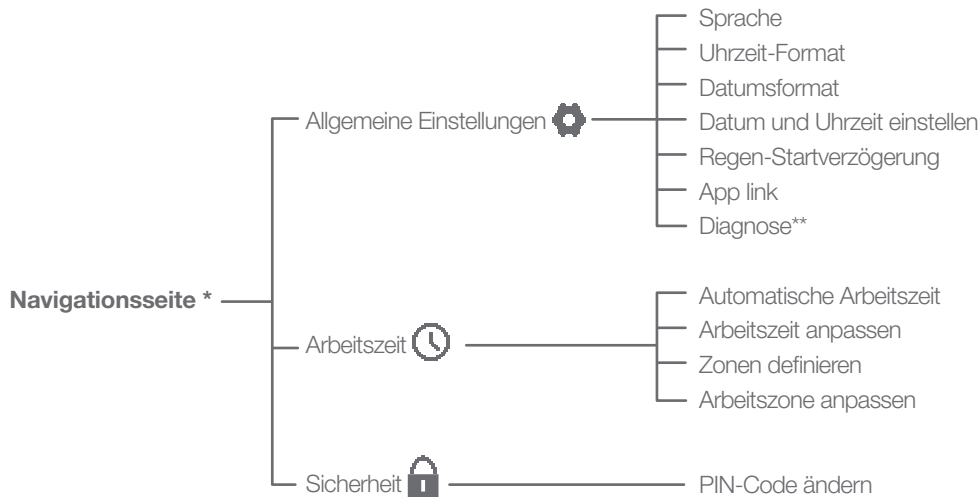 Sprache
Uhrzeit-Format
Datumsformat
Allgemeine Einstellungen
Datum und Uhrzeit einstellen
Regen-Startverzögerung
App link
Diagnose**
Navigationsseite *
Automatische Arbeitszeit
Arbeitszeit anpassen
Arbeitszeit
Zonen definieren
Arbeitszone anpassen
Sicherheit
PIN-Code ändern